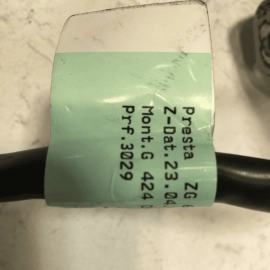 Presta ZG
Z-Dat.23.04
Mont.G 424
Prf.3029